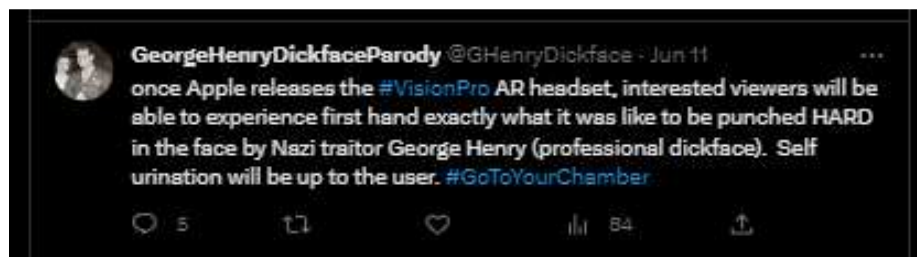 GeorgeHenryDickfaceParody @GHenryDickface · Jun 11
once Apple releases the #VisionPro AR headset, interested viewers will be
able to experience first hand exactly what it was like to be punched HARD
in the face by Nazi traitor George Henry (professional dickface).  Self
urination will be up to the user. #GoToYourChamber
5 84